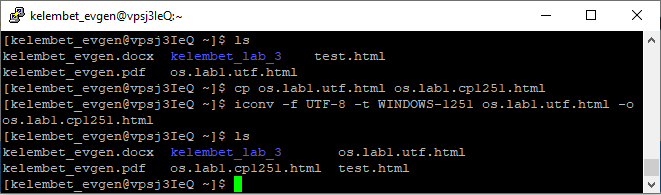 kelembet_evgen@vpsj3IeQ:~
[kelembet_evgen@vpsj3IeQ ~]$ ls
kelembet_evgen.docx  kelembet_lab_3    test.html
kelembet_evgen.pdf   os.lab1.utf.html
[kelembet_evgen@vpsj3IeQ ~]$ cp os.lab1.utf.html os.lab1.cp1251.html
[kelembet_evgen@vpsj3IeQ ~]$ iconv -f UTF-8 -t WINDOWS-1251 os.lab1.utf.html -o
os.lab1.cp1251.html
[kelembet_evgen@vpsj3IeQ ~]$ ls
kelembet_evgen.docx  kelembet_lab_3       os.lab1.utf.html
kelembet_evgen.pdf   os.lab1.cp1251.html  test.html
[kelembet_evgen@vpsj3IeQ ~]$